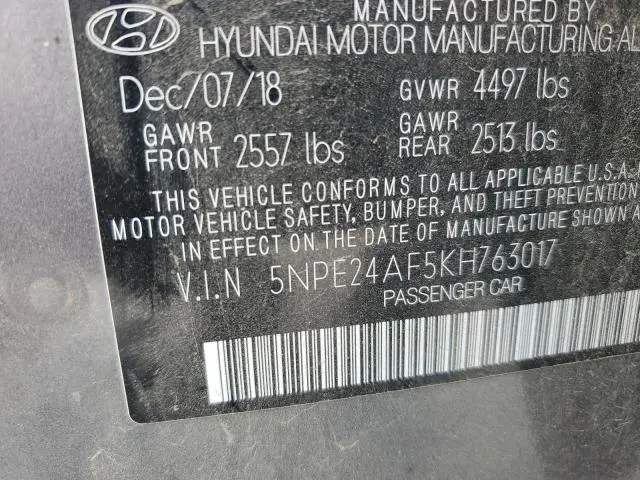 MANUFACTURED BY
HYUNDAI MOTOR MANUFACTURING AL
Dec/07/18 GVWR 4497 lbs
GAWR FRONT 2557 lbs GAWR REAR 2513 lbs
THIS VEHICLE CONFORMS TO ALL APPLICABLE U.S.A.
MOTOR VEHICLE SAFETY, BUMPER, AND THEFT PREVENTION
IN EFFECT ON THE DATE OF MANUFACTURE SHOWN
V.I.N 5NPE24AF5KH763017
PASSENGER CAR